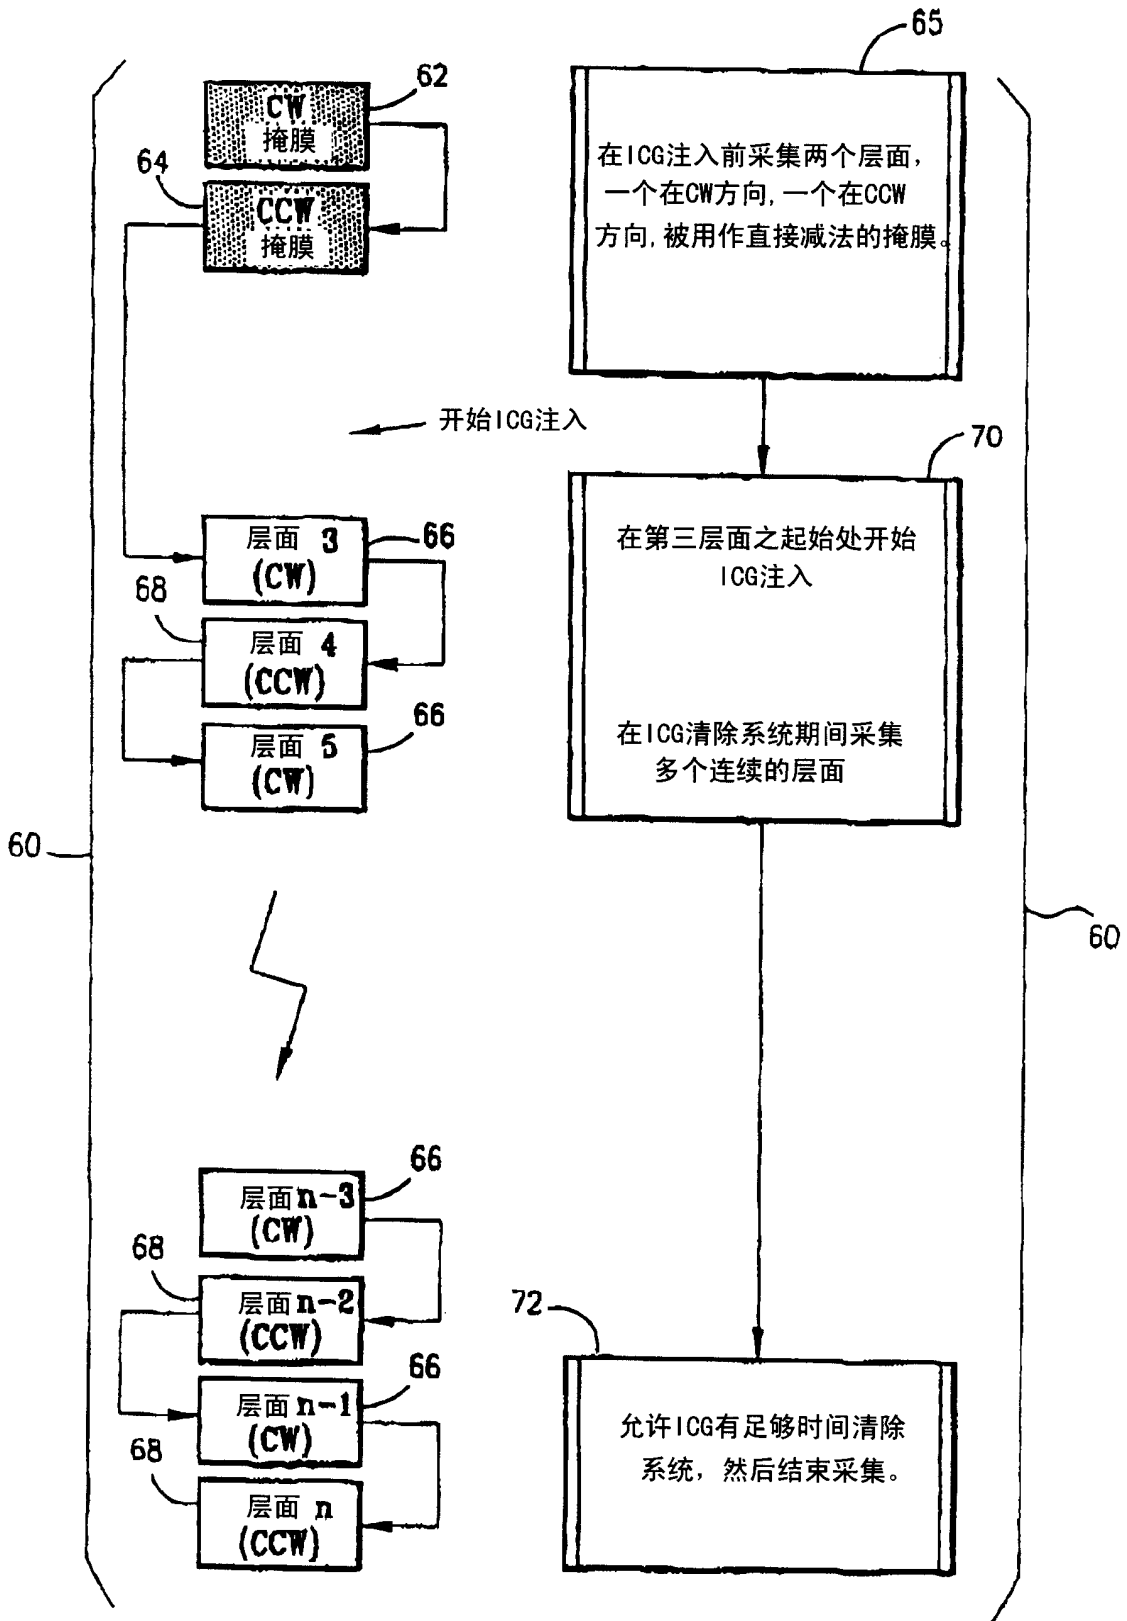 65
62
CW
掩膜
64
CCW
掩膜
在ICG注入前采集两个层面,
一个在CW方向,一个在CCW
方向,被用作直接减法的掩膜。
开始ICG注入
70
层面 3
(CW)
66
68
层面 4
(CCW)
66
层面 5
(CW)
在第三层面之起始处开始
ICG注入
在ICG清除系统期间采集
多个连续的层面
60
60
66
层面n-3
(CW)
68
层面n-2
(CCW)
66
层面n-1
(CW)
68
层面 n
(CCW)
72
允许ICG有足够时间清除
系统，然后结束采集。